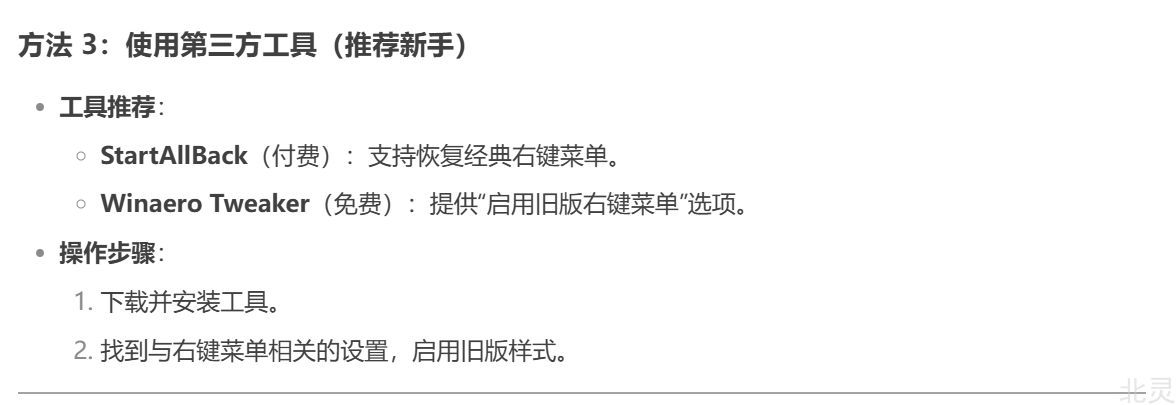 方法 3：使用第三方工具（推荐新手）
工具推荐：
StartAllBack（付费）：支持恢复经典右键菜单。
Winaero Tweaker（免费）：提供“启用旧版右键菜单”选项。
操作步骤：
1. 下载并安装工具。
2. 找到与右键菜单相关的设置，启用旧版样式。
北灵